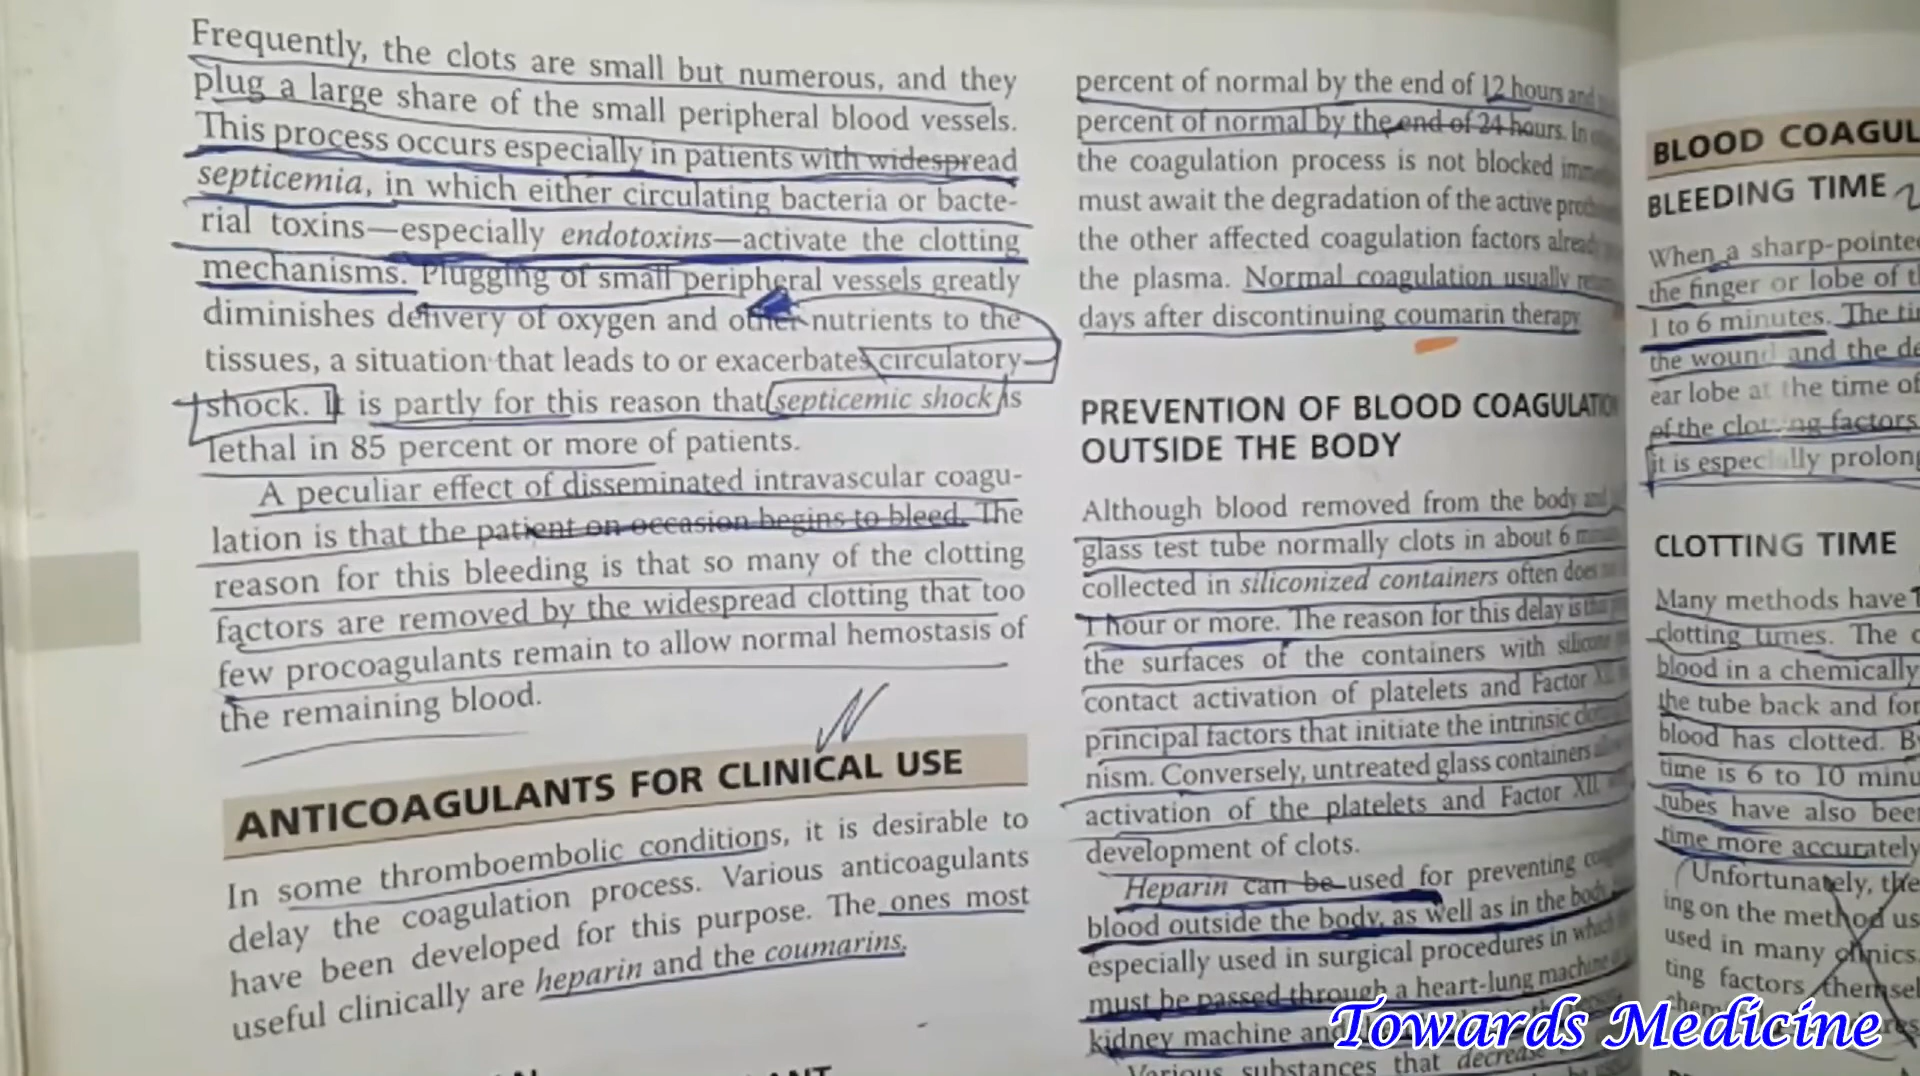 Frequently, the clots are small but numerous, and they
plug a large share of the small peripheral blood vessels.
This process occurs especially in patients with widespread
septicemia, in which either circulating bacteria or bacte-
rial toxins—especially endotoxins—activate the clotting
mechanisms. Plugging of small peripheral vessels greatly
diminishes delivery of oxygen and other nutrients to the
tissues, a situation that leads to or exacerbates circulatory
shock. It is partly for this reason that septicemic shock is
lethal in 85 percent or more of patients.
A peculiar effect of disseminated intravascular coagu-
lation is that the patient on occasion begins to bleed. The
reason for this bleeding is that so many of the clotting
factors are removed by the widespread clotting that too
few procoagulants remain to allow normal hemostasis of
the remaining blood.
ANTICOAGULANTS FOR CLINICAL USE
In some thromboembolic conditions, it is desirable to
delay the coagulation process. Various anticoagulants
have been developed for this purpose. The ones most
useful clinically are heparin and the coumarins.
percent of normal by the end of 12 hours and
percent of normal by the end of 24 hours. In
the coagulation process is not blocked
must await the degradation of the active
the other affected coagulation factors already
the plasma. Normal coagulation usually
days after discontinuing coumarin therapy
PREVENTION OF BLOOD COAGULATION
OUTSIDE THE BODY
Although blood removed from the body and
glass test tube normally clots in about 6
collected in siliconized containers often does
1 hour or more. The reason for this delay is that
the surfaces of the containers with silicone
contact activation of platelets and Factor
principal factors that initiate the intrinsic
nism. Conversely, untreated glass containers
activation of the platelets and Factor XII,
development of clots.
Heparin can be used for preventing
blood outside the body, as well as in the body.
especially used in surgical procedures in which
must be passed through a heart-lung machine
kidney machine and
Various substances that decrease
BLOOD COAGUL
BLEEDING TIME
When a sharp-pointe
the finger or lobe of t
1 to 6 minutes. The ti
the wound and the de
ear lobe at the time of
of the clotting factors
it is especially prolon
CLOTTING TIME
Many methods have
clotting times. The
blood in a chemically
the tube back and for
blood has clotted. B
time is 6 to 10 minu
tubes have also bee
time more accurately
Unfortunately, the
ing on the method us
used in many clinics.
ting factors themsel
Towards Medicine